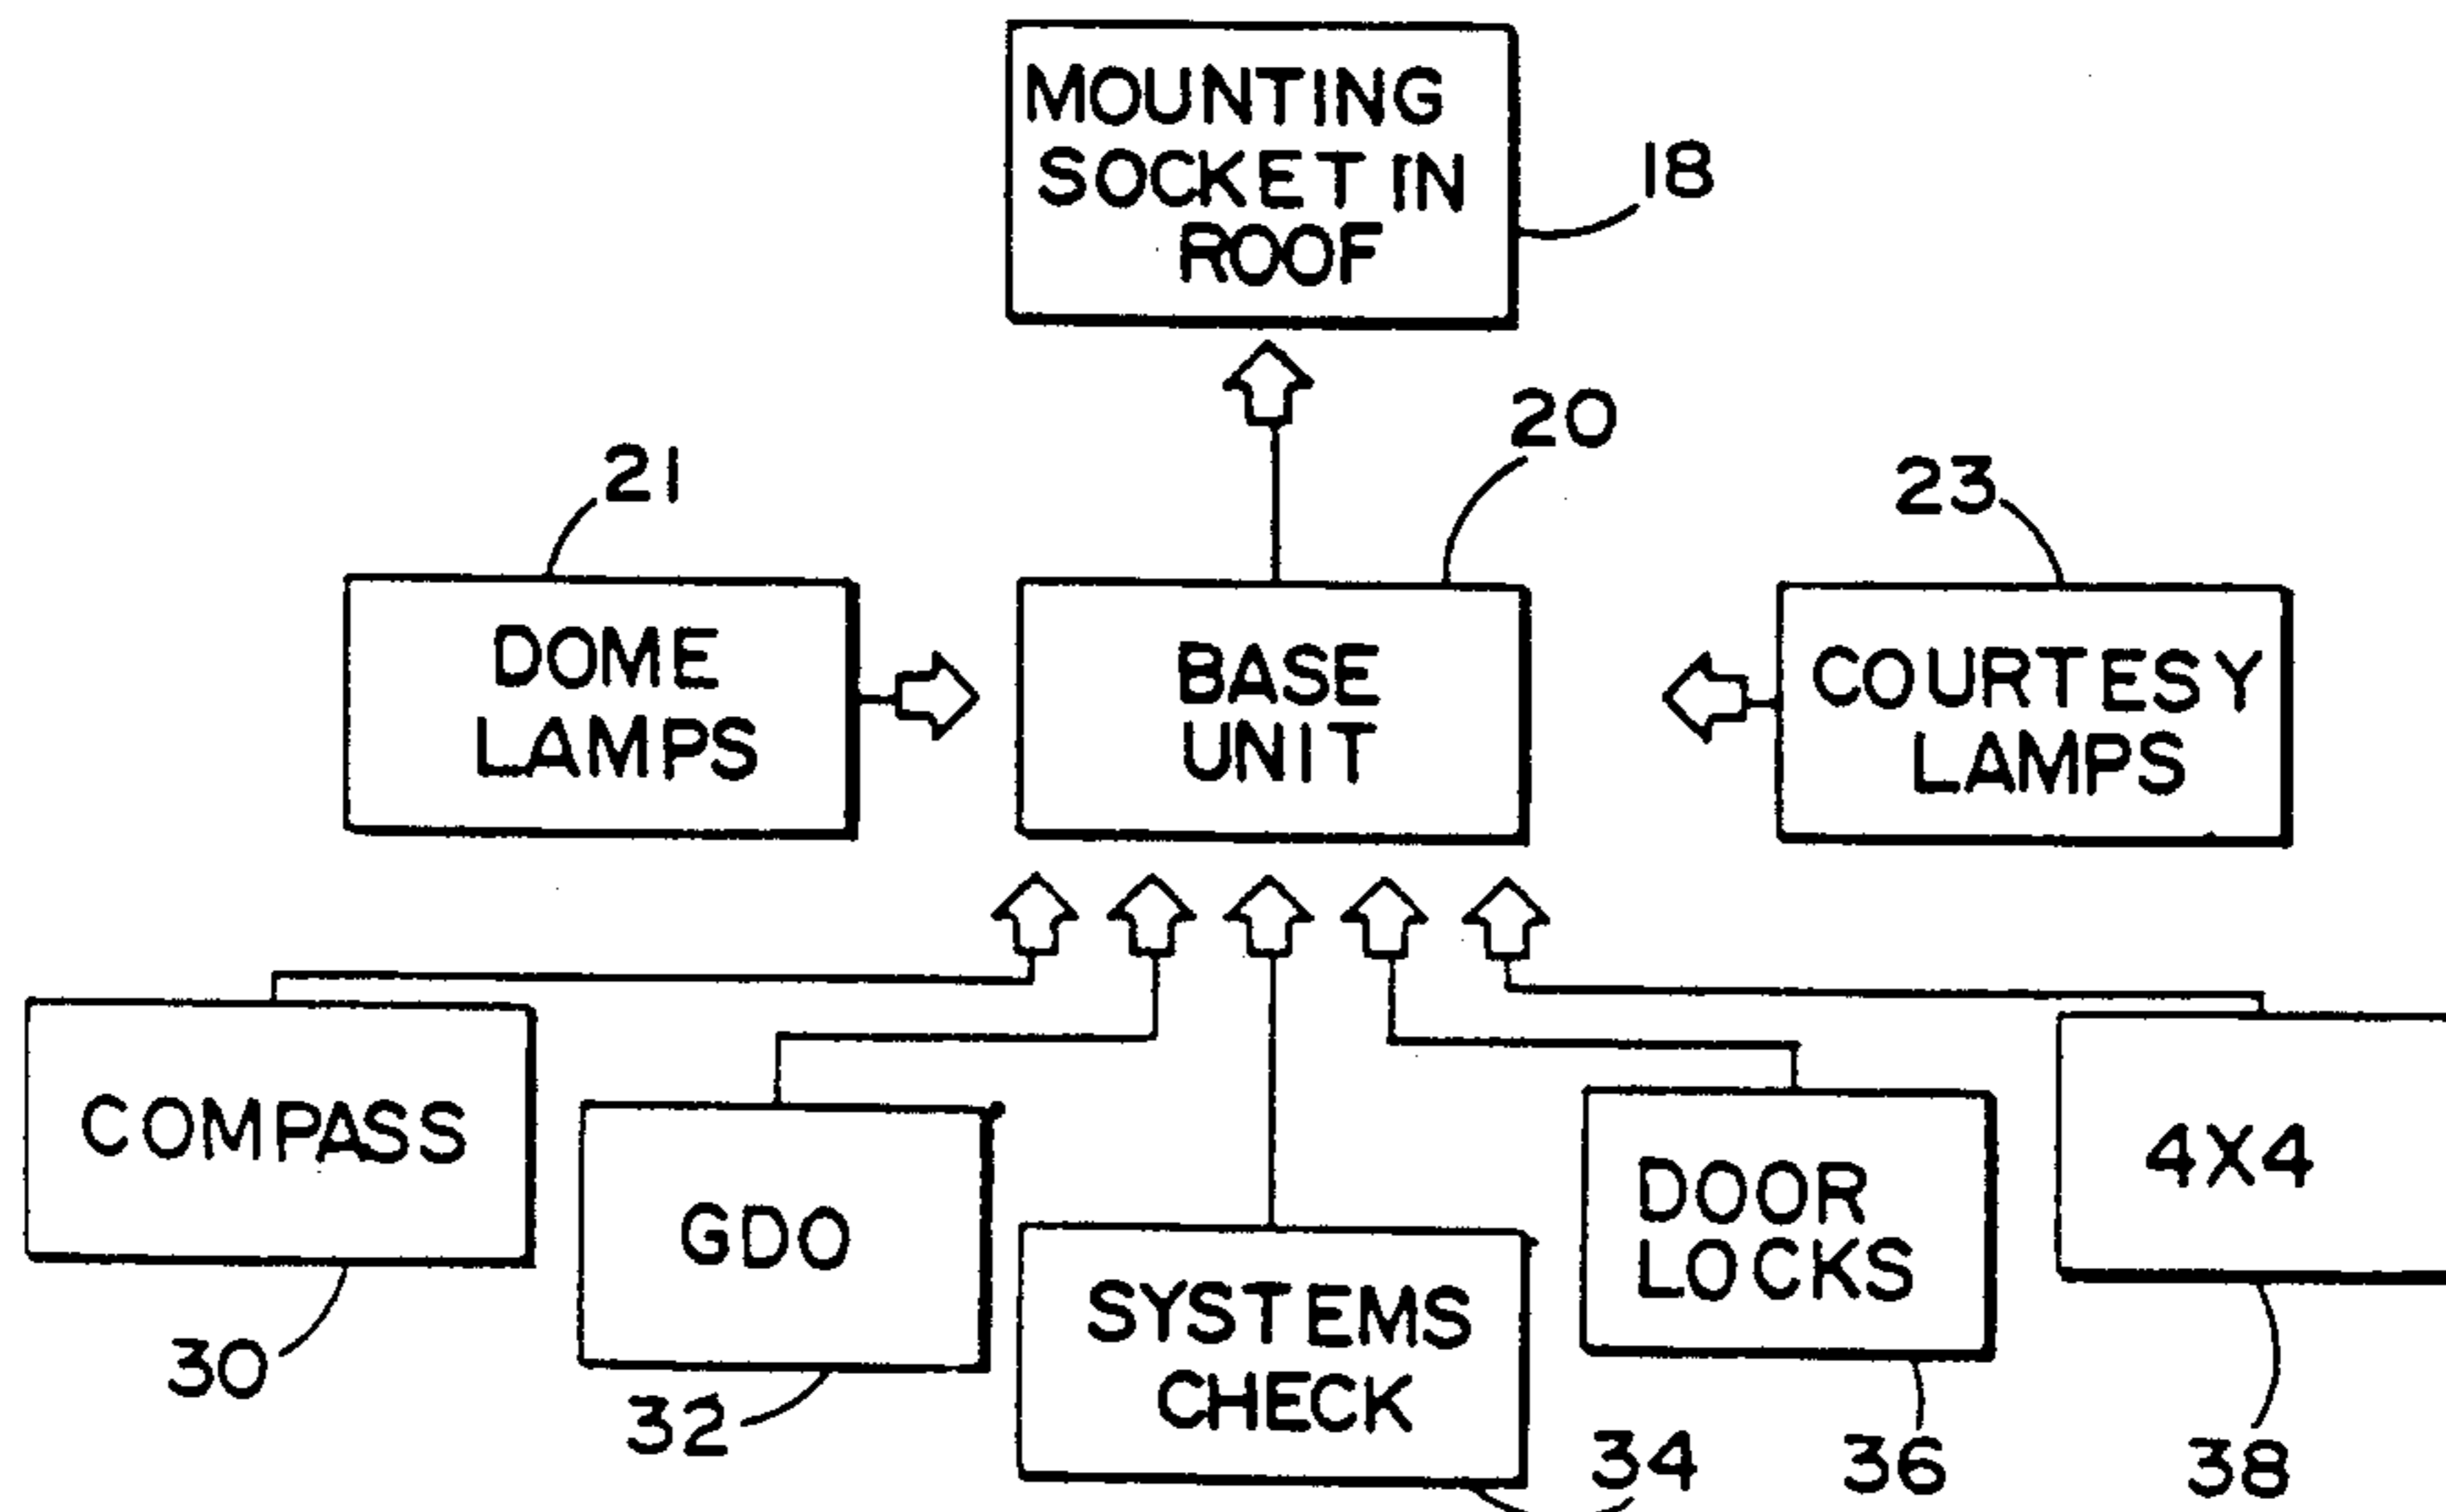 MOUNTING
SOCKET IN
ROOF
18
20
21
23
DOME
LAMPS
BASE
UNIT
COURTESY
LAMPS
COMPASS
GDO
SYSTEMS
CHECK
DOOR
LOCKS
4X4
30
32
34
36
38